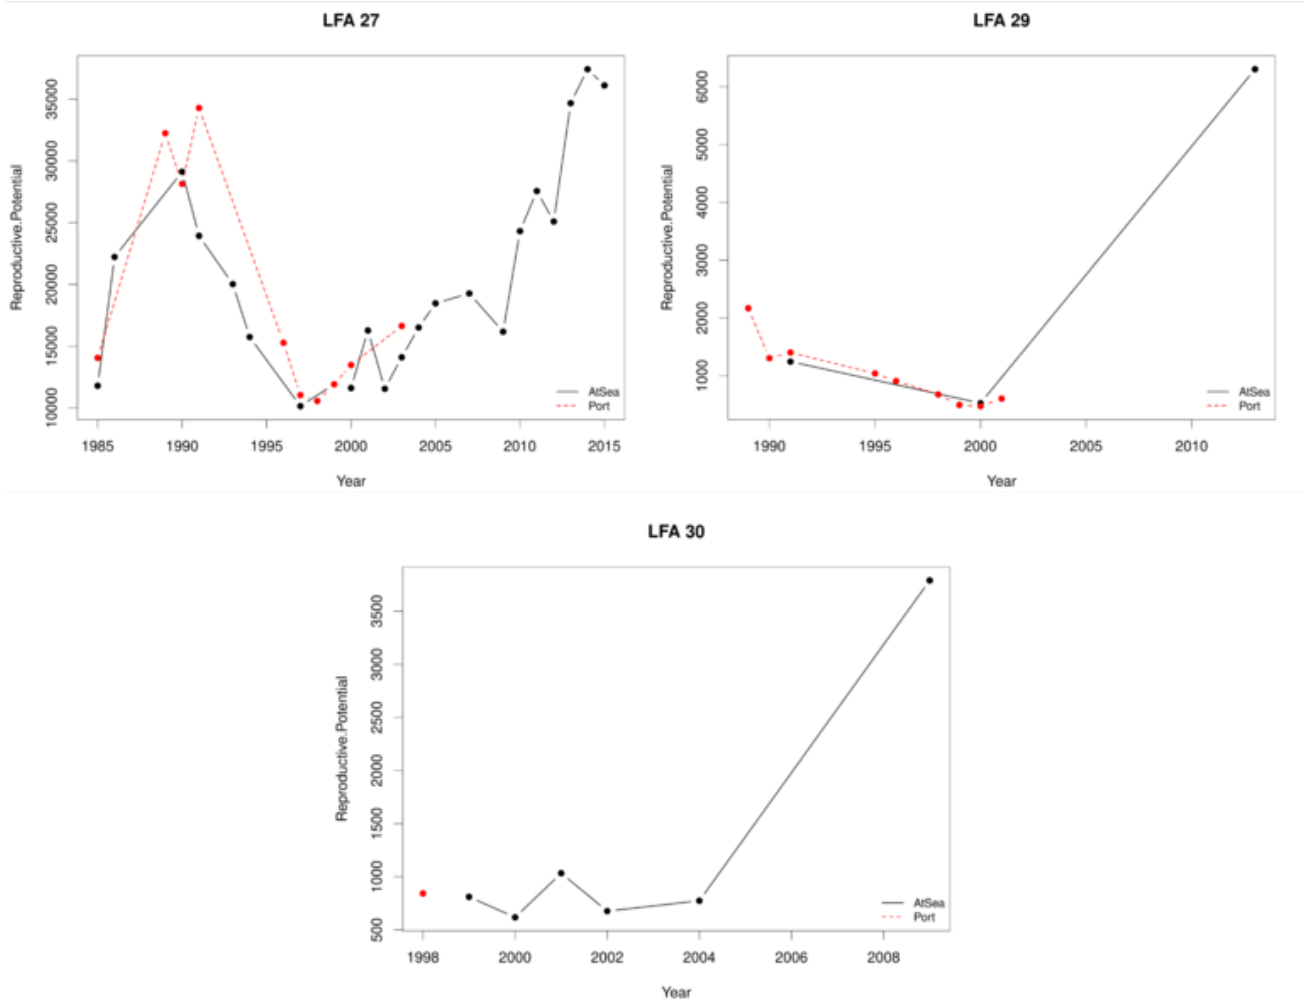 LFA 27
Reproductive.Potential
35000
30000
25000
20000
15000
10000
AtSea
Port
1985 1990 1995 2000 2005 2010 2015
Year
LFA 29
Reproductive.Potential
6000
5000
4000
3000
2000
1000
AtSea
Port
1990 1995 2000 2005 2010
Year
LFA 30
Reproductive.Potential
3500
3000
2500
2000
1500
1000
500
AtSea
Port
1998 2000 2002 2004 2006 2008
Year